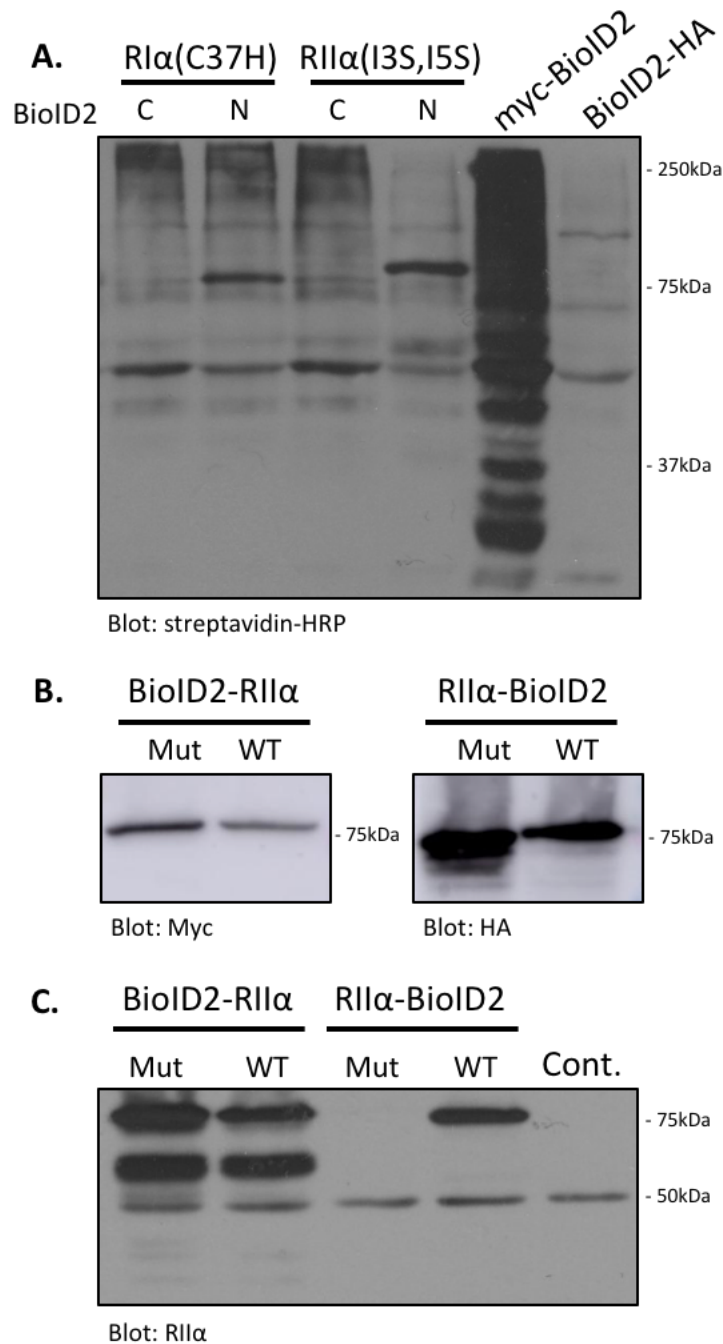 A.
RIα(C37H) RIIα(I3S,I5S) myc-BioID2 BioID2-HA
BioID2 C N C N
- 250kDa
- 75kDa
- 37kDa
Blot: streptavidin-HRP
B.
BioID2-RIIα RIIα-BioID2
Mut WT Mut WT
- 75kDa - 75kDa
Blot: Myc Blot: HA
C.
BioID2-RIIα RIIα-BioID2
Mut WT Mut WT Cont.
- 75kDa
- 50kDa
Blot: RIIα